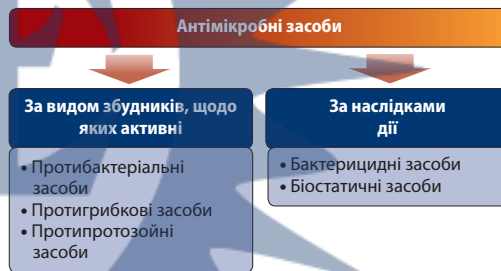 Антимікробні засоби
За видом збудників, щодо
яких активні
• Протибактеріальні
засоби
• Протигрибкові засоби
• Протипротозойні
засоби
За наслідками
дії
• Бактерицидні засоби
• Біостатичні засоби